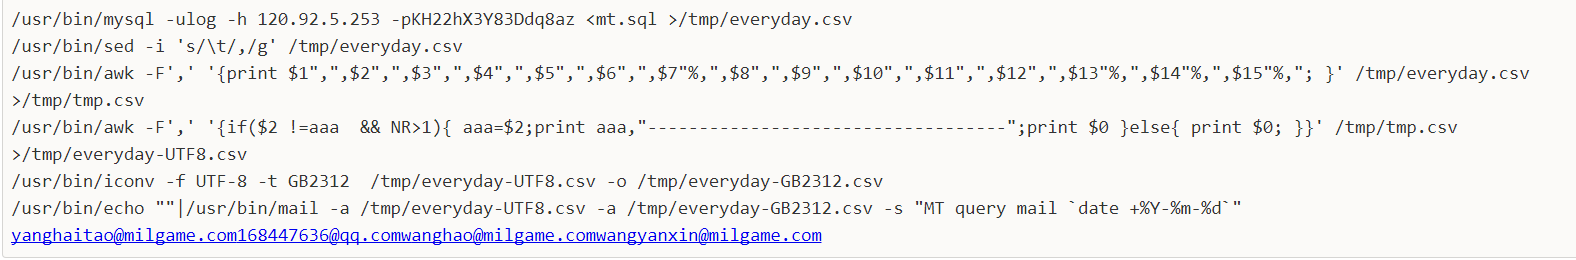 /usr/bin/mysql -ulog -h 120.92.5.253 -pKH22hX3Y83Ddq8az <mt.sql >/tmp/everyday.csv
/usr/bin/sed -i 's/\t/,/g' /tmp/everyday.csv
/usr/bin/awk -F',' '{print $1",",$2",",$3",",$4",",$5",",$6",",$7"%,",$8",",$9",",$10",",$11",",$12",",$13"%,",$14"%,",$15"%,"; }' /tmp/everyday.csv
>/tmp/tmp.csv
/usr/bin/awk -F',' '{if($2 !=aaa  && NR>1){ aaa=$2;print aaa,"-----------------------------------";print $0 }else{ print $0; }}' /tmp/tmp.csv
>/tmp/everyday-UTF8.csv
/usr/bin/iconv -f UTF-8 -t GB2312  /tmp/everyday-UTF8.csv -o /tmp/everyday-GB2312.csv
/usr/bin/echo ""|/usr/bin/mail -a /tmp/everyday-UTF8.csv -a /tmp/everyday-GB2312.csv -s "MT query mail `date +%Y-%m-%d`"
yanghaitao@milgame.com168447636@qq.comwanghao@milgame.comwangyanxin@milgame.com